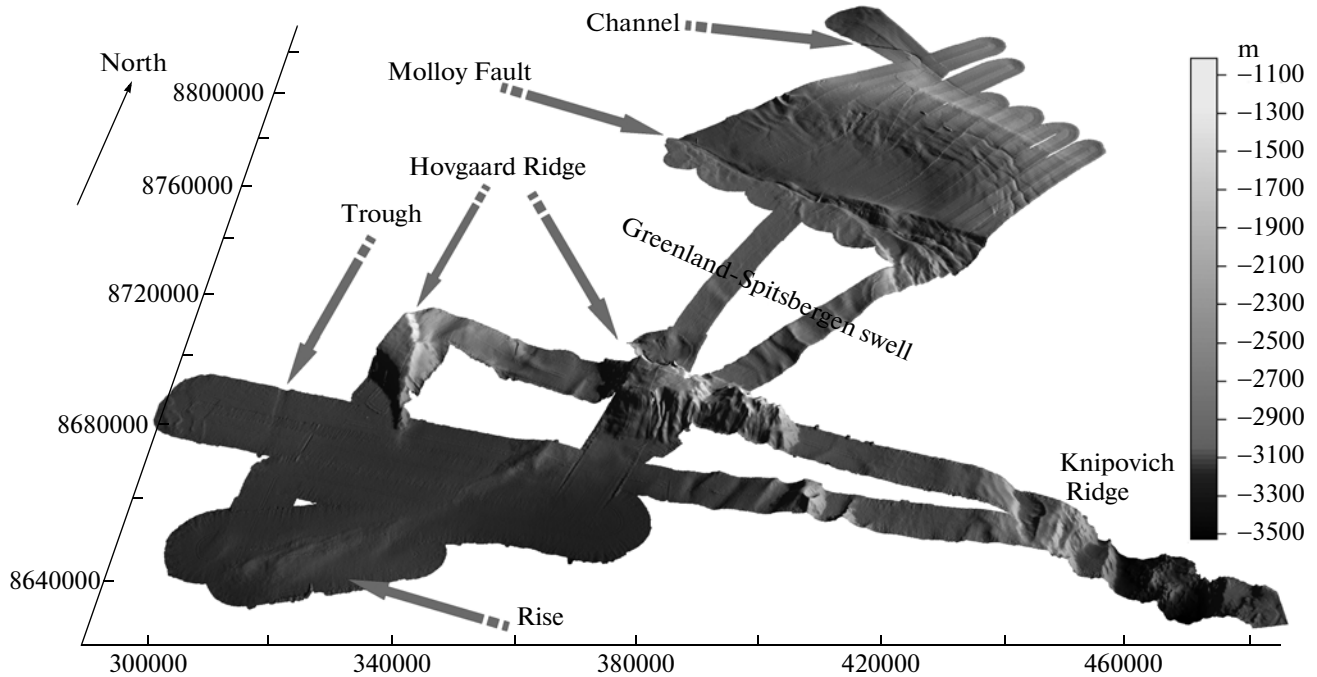 Channel
m
North
Molloy Fault
−1100
8800000
−1300
−1500
Hovgaard Ridge
8760000
−1700
Trough
−1900
Greenland-Spitsbergen swell
−2100
8720000
−2300
−2500
−2700
8680000
−2900
Knipovich
Ridge
−3100
−3300
−3500
8640000
Rise
300000
340000
380000
420000
460000